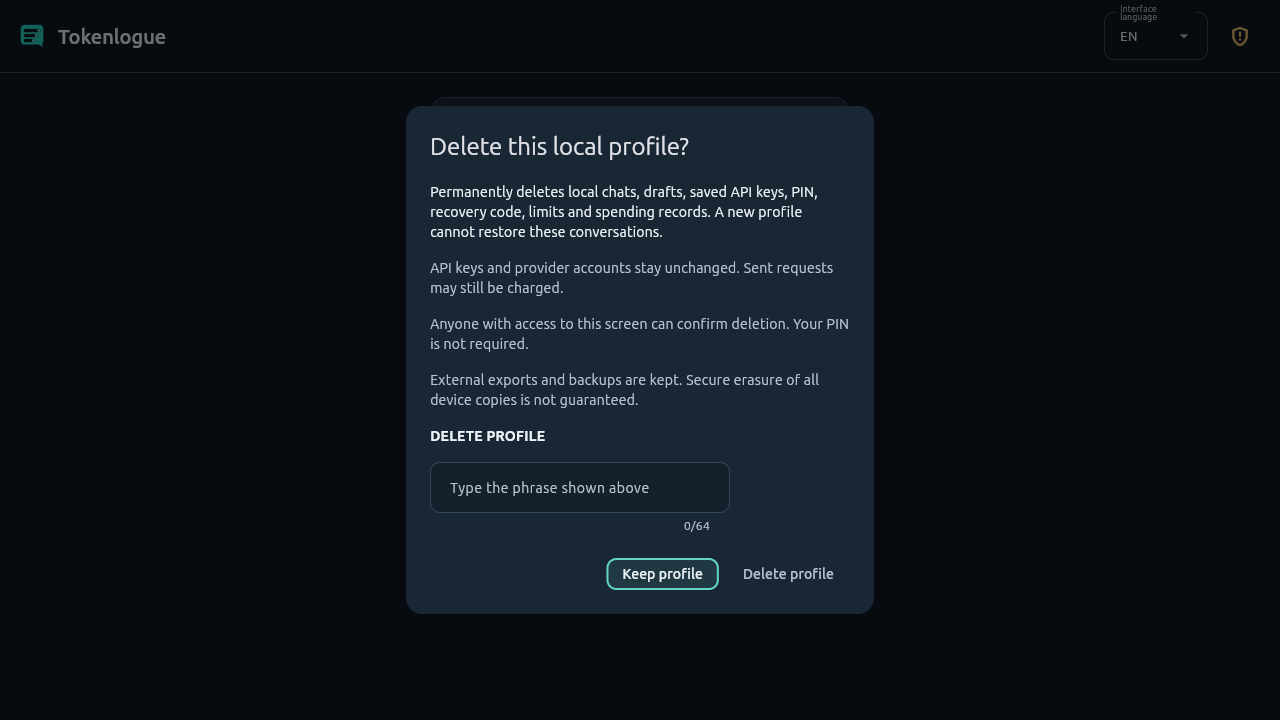 Tokenlogue
Interface
language
EN
Delete this local profile?
Permanently deletes local chats, drafts, saved API keys, PIN,
recovery code, limits and spending records. A new profile
cannot restore these conversations.
API keys and provider accounts stay unchanged. Sent requests
may still be charged.
Anyone with access to this screen can confirm deletion. Your PIN
is not required.
External exports and backups are kept. Secure erasure of all
device copies is not guaranteed.
DELETE PROFILE
Type the phrase shown above
0/64
Keep profile
Delete profile